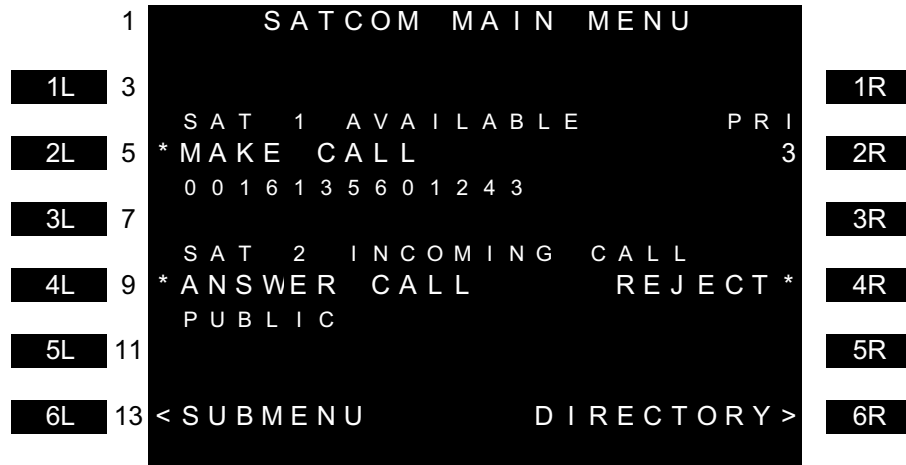 1 SATCOM MAIN MENU
1L 3 1R
SAT 1 AVAILABLE PRI
2L 5 *MAKE CALL 3 2R
0016135601243
3L 7 3R
SAT 2 INCOMING CALL
4L 9 *ANSWER CALL REJECT* 4R
PUBLIC
5L 11 5R
6L 13 <SUBMENU DIRECTORY> 6R